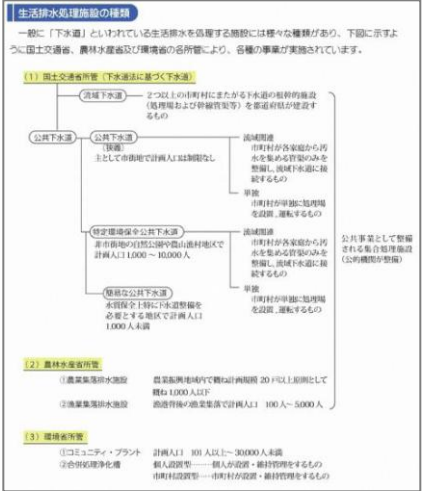 生活排水処理施設の種類
一般に「下水道」といわれている生活排水を処理する施設には様々な種類があり、下図に示すよ
うに国土交通省、農林水産省及び環境省の各所管により、各種の事業が実施されています。
(1)国土交通省所管(下水道法に基づく下水道)
流域下水道
2つ以上の市町村にまたがる下水道の根幹的施設
(処理場および幹線管渠等)を都道府県が建設す
るもの
公共下水道
公共下水道
[狭義]
主として市街地で計画人口は制限なし
流域関連
市町村が各家庭から汚
水を集める管渠のみを
整備し、流域下水道に接
続するもの
単独
市町村が単独に処理場
を設置、運転するもの
特定環境保全公共下水道
非市街地の自然公園や農山漁村地区で
計画人口1,000~10,000人
流域関連
市町村が各家庭から汚
水を集める管渠のみを
整備し、流域下水道に接
続するもの
単独
市町村が単独に処理場
を設置、運転するもの
簡易な公共下水道
水質保全上特に下水道整備を
必要とする地区で計画人口
1,000人未満
公共事業として整備
される集合処理施設
(公的機関が整備)
(2)農林水産省所管
①農業集落排水施設 農業振興地域内で概ね計画規模20戸以上原則として
概ね1,000人以下
②漁業集落排水施設 漁港背後の漁業集落で計画人口 100人~5,000人
(3)環境省所管
①コミュニティ・プラント 計画人口 101人以上~30,000人未満
②合併処理浄化槽 個人設置型………個人が設置・維持管理をするもの
市町村設置型……市町村が設置・維持管理をするもの